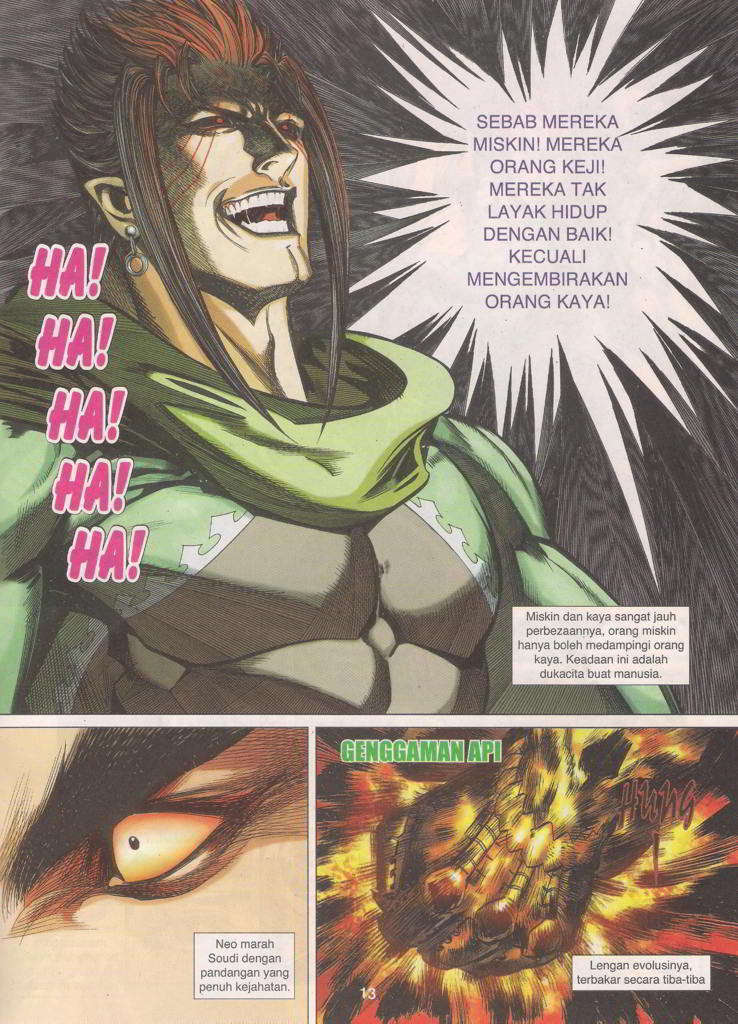 SEBAB MEREKA
MISKIN! MEREKA
ORANG KEJI!
MEREKA TAK
LAYAK HIDUP
DENGAN BAIK!
KECUALI
MENGEMBIRAKAN
ORANG KAYA!
HA!
HA!
HA!
HA!
HA!
Miskin dan kaya sangat jauh
perbezaannya, orang miskin
hanya boleh medampingi orang
kaya. Keadaan ini adalah
dukacita buat manusia.
Neo marah
Soudi dengan
pandangan yang
penuh kejahatan.
GENGGAMAN API
HUNG
!
Lengan evolusinya,
terbakar secara tiba-tiba
13